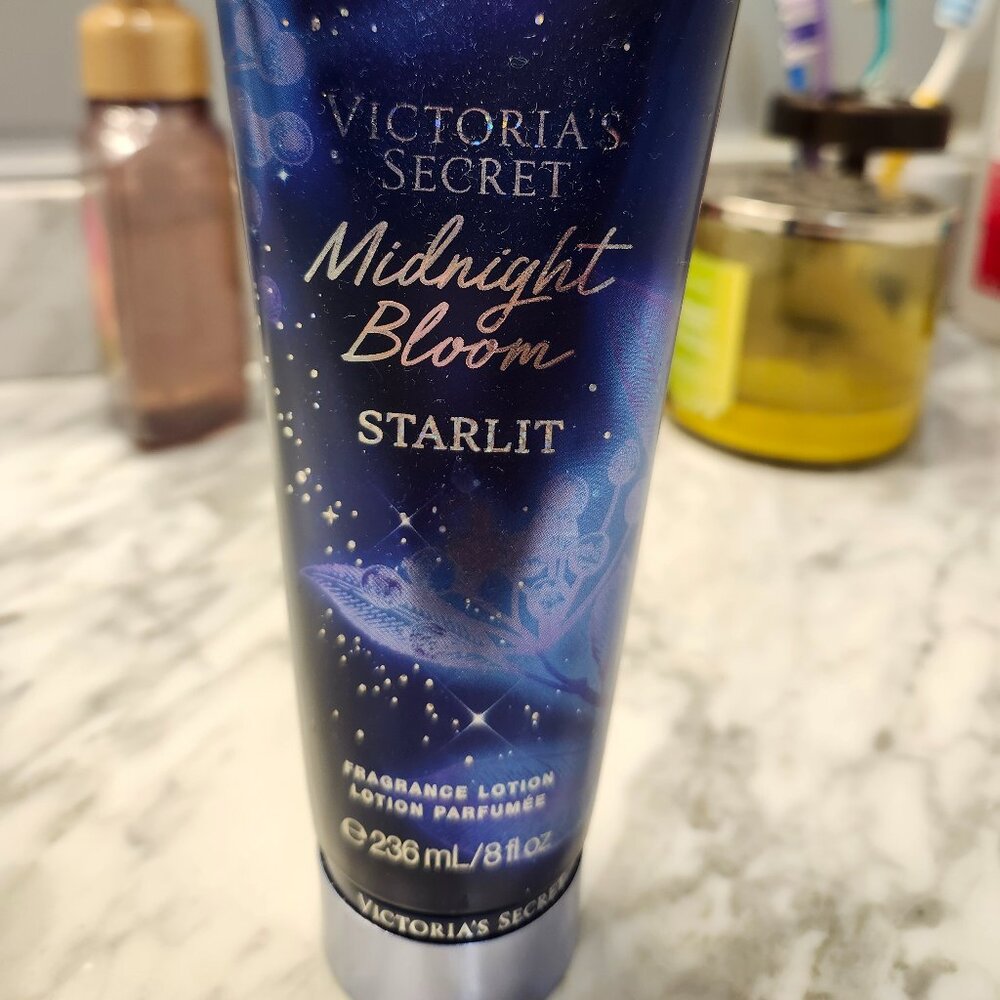 VICTORIA'S
SECRET
Midnight
Bloom
STARLIT
FRAGRANCE LOTION
LOTION PARFUMÉE
℮ 236 mL/8 fl oz
VICTORIA'S SECRET